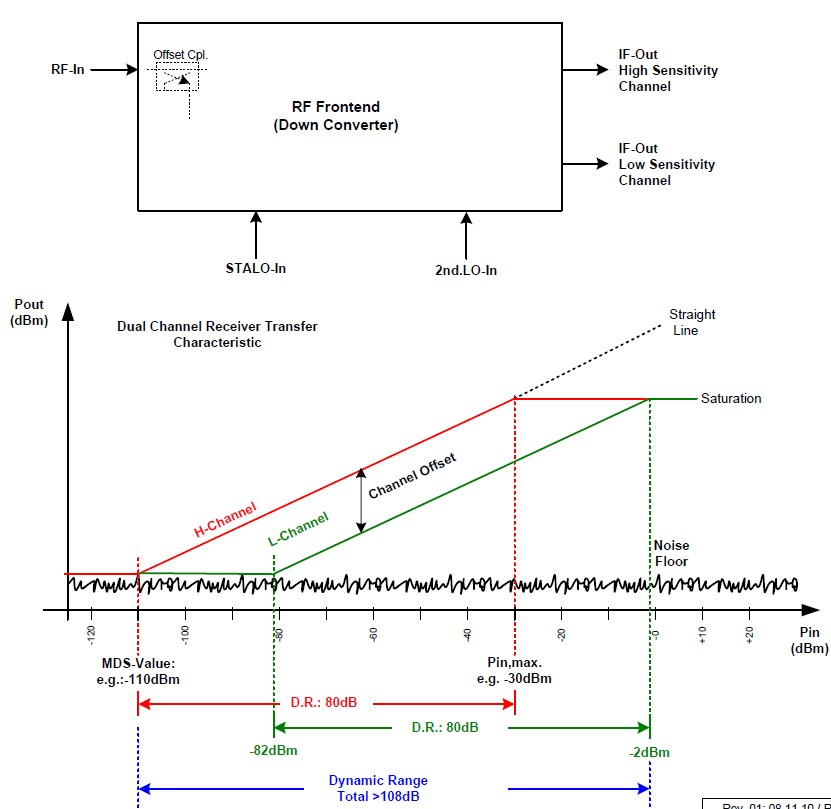 Offset Cpl.
RF-In
RF Frontend
(Down Converter)
IF-Out
High Sensitivity
Channel
IF-Out
Low Sensitivity
Channel
STALO-In
2nd.LO-In
Pout
(dBm)
Dual Channel Receiver Transfer
Characteristic
Straight
Line
Saturation
Channel Offset
H-Channel
L-Channel
Noise
Floor
-120
-100
-80
-60
-40
-20
-0
+10
+20
Pin
(dBm)
MDS-Value:
e.g.:-110dBm
Pin,max.
e.g. -30dBm
D.R.: 80dB
D.R.: 80dB
-82dBm
-2dBm
Dynamic Range
Total >108dB